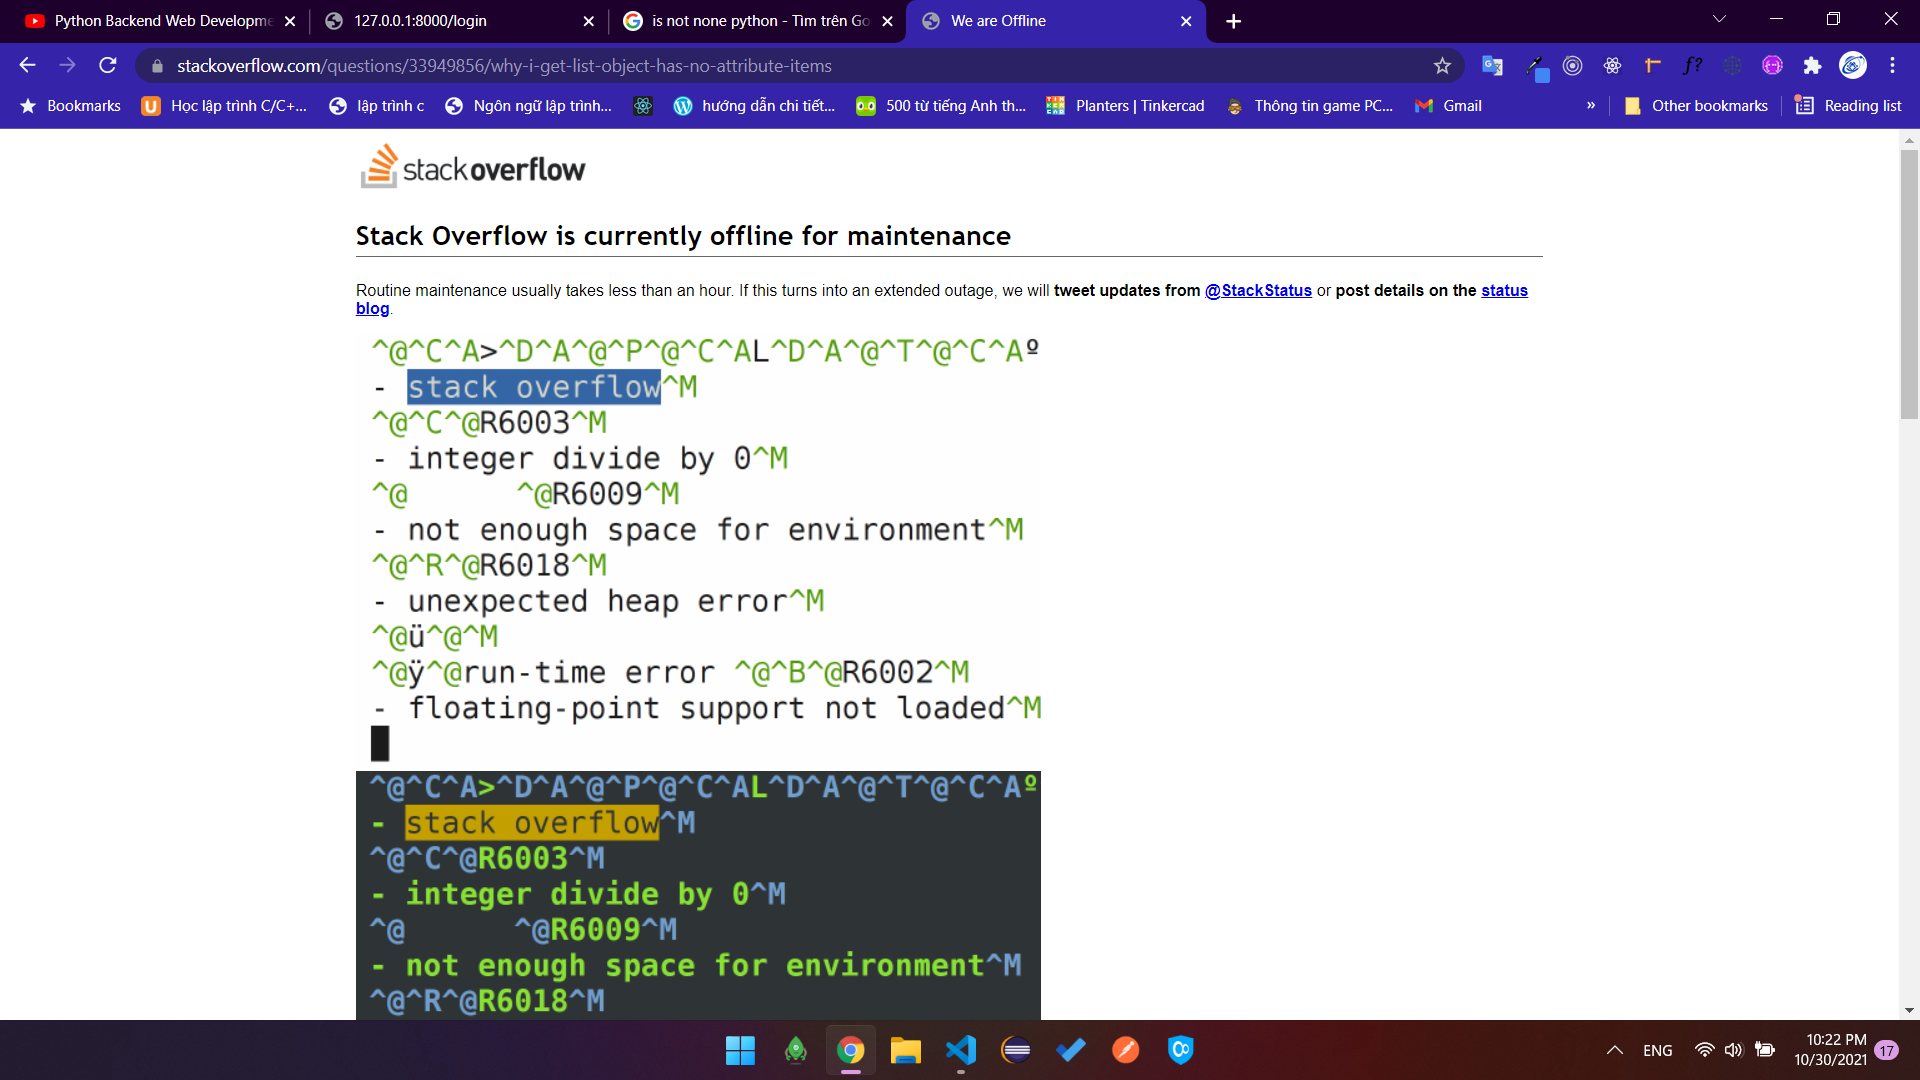 Python Backend Web Developme
127.0.0.1:8000/login
is not none python - Tìm trên Go
We are Offline
stackoverflow.com/questions/33949856/why-i-get-list-object-has-no-attribute-items
Bookmarks
Học lập trình C/C+...
lập trình c
Ngôn ngữ lập trình...
hướng dẫn chi tiết...
500 từ tiếng Anh th...
Planters | Tinkercad
Thông tin game PC...
Gmail
»
Other bookmarks
Reading list
stackoverflow
Stack Overflow is currently offline for maintenance
Routine maintenance usually takes less than an hour. If this turns into an extended outage, we will tweet updates from @StackStatus or post details on the status
blog.
^@^C^A>^D^A^@^P^@^C^AL^D^A^@^T^@^C^Aº
- stack overflow^M
^@^C^@R6003^M
- integer divide by 0^M
^@      ^@R6009^M
- not enough space for environment^M
^@^R^@R6018^M
- unexpected heap error^M
^@ü^@^M
^@ÿ^@run-time error ^@^B^@R6002^M
- floating-point support not loaded^M
^@^C^A>^D^A^@^P^@^C^AL^D^A^@^T^@^C^Aº
- stack overflow^M
^@^C^@R6003^M
- integer divide by 0^M
^@      ^@R6009^M
- not enough space for environment^M
^@^R^@R6018^M
ENG
10:22 PM
10/30/2021
17